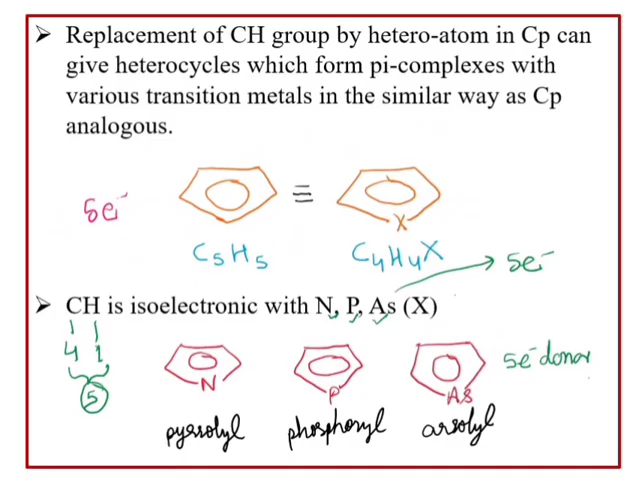 ➤ Replacement of CH group by hetero-atom in Cp can
give heterocycles which form pi-complexes with
various transition metals in the similar way as Cp
analogous.
5e⁻ ≡ X
C5H5 C4H4X → 5e⁻
➤ CH is isoelectronic with N, P, As (X)
4 1
5
N P As 5e⁻ donor
pyrrolyl phosphoryl arsolyl